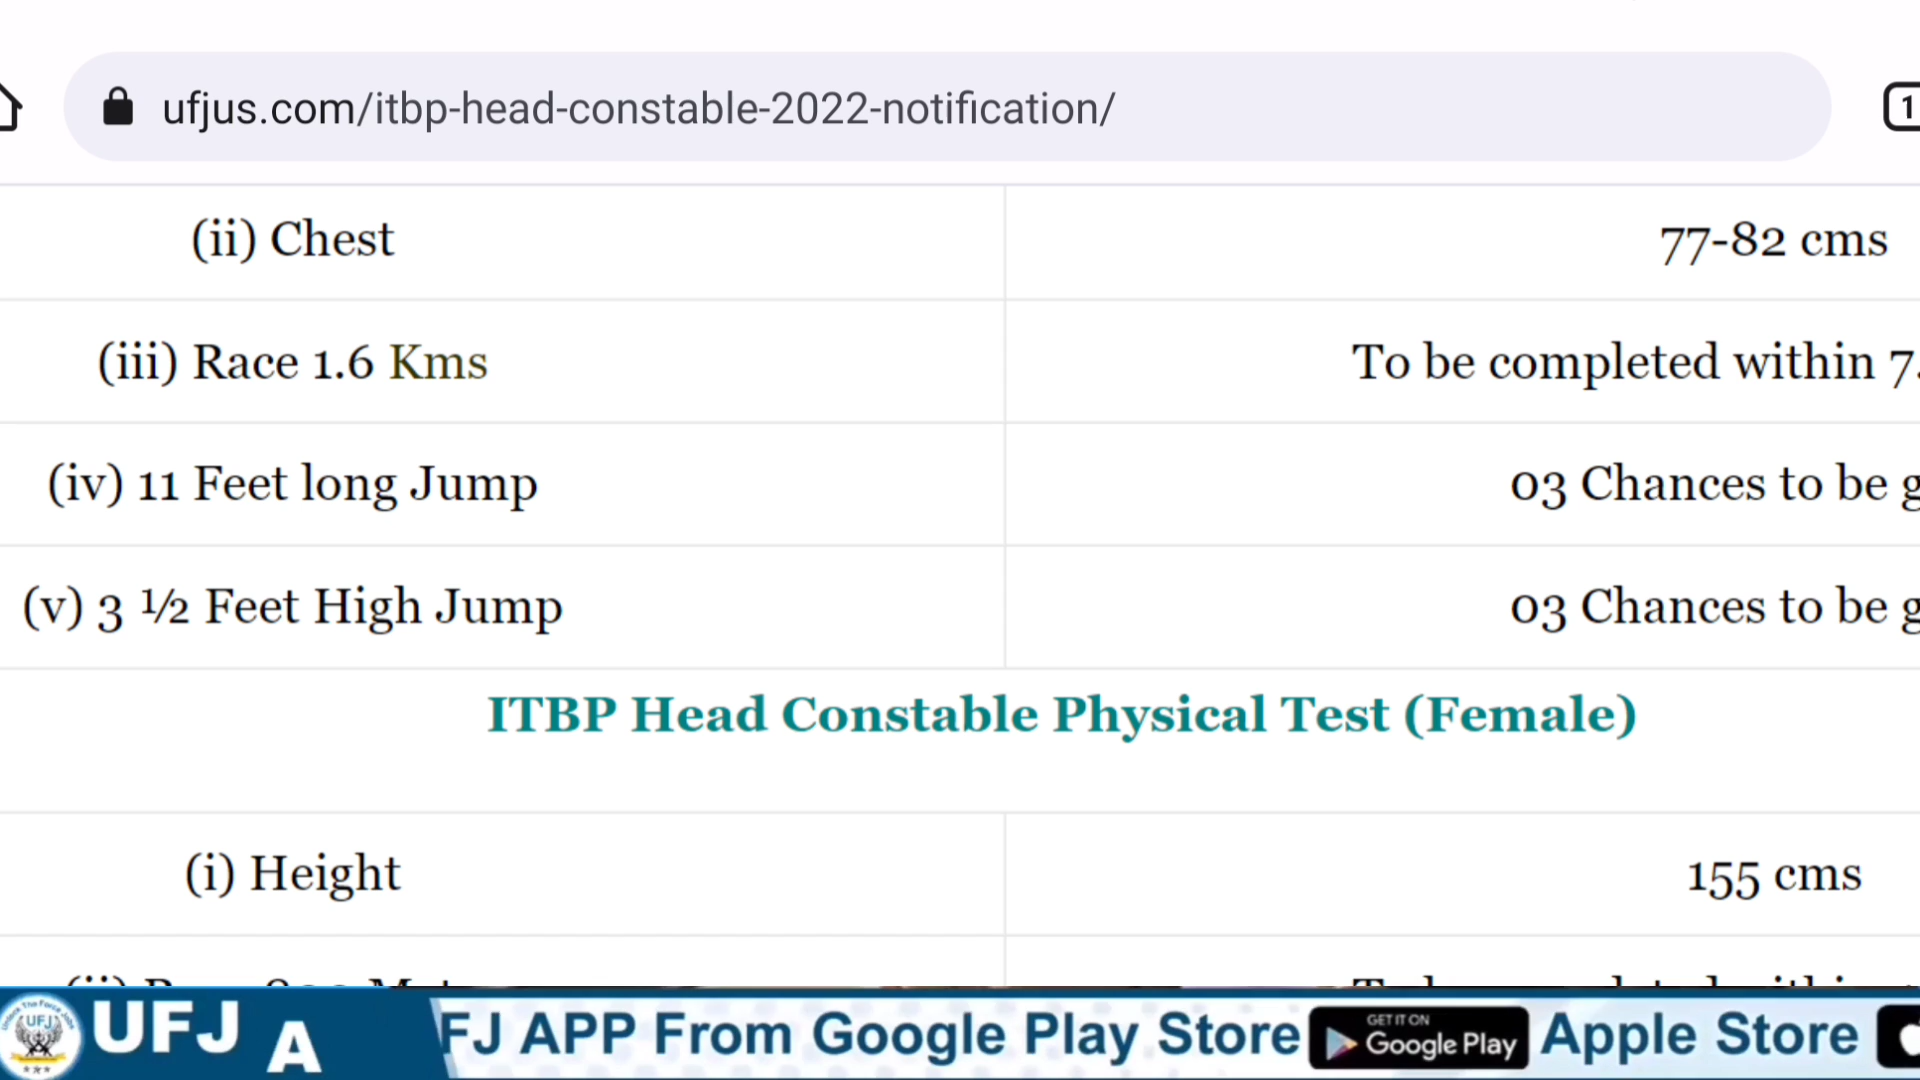 ufjus.com/itbp-head-constable-2022-notification/
1
(ii) Chest 77-82 cms
(iii) Race 1.6 Kms To be completed within 7.
(iv) 11 Feet long Jump 03 Chances to be g
(v) 3 ½ Feet High Jump 03 Chances to be g
ITBP Head Constable Physical Test (Female)
(i) Height 155 cms
UFJ A FJ APP From Google Play Store GET IT ON Google Play Apple Store
UFJ